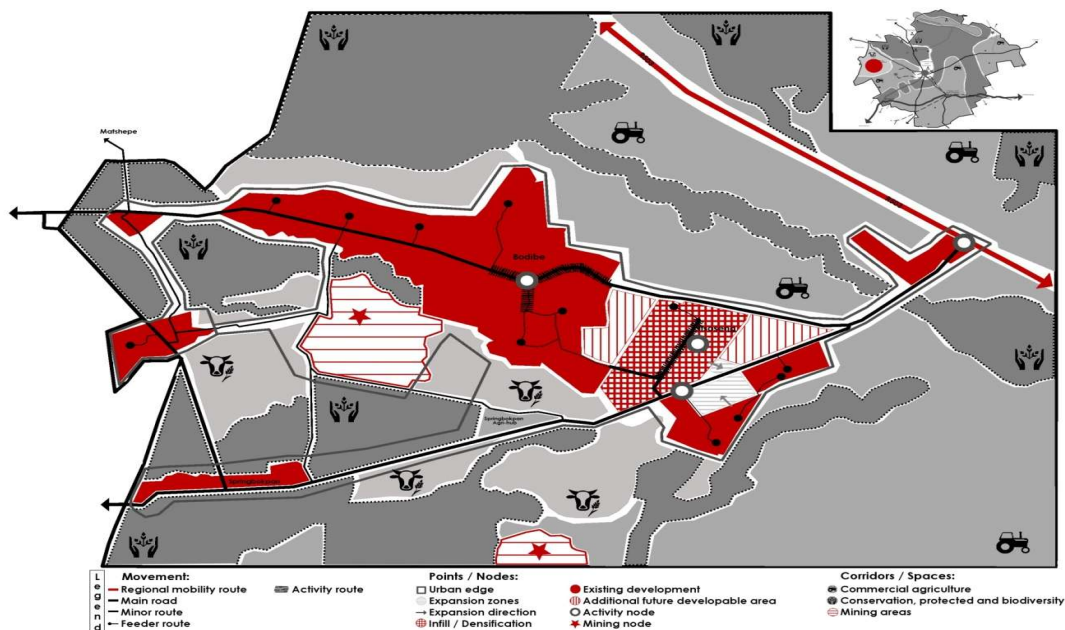 Matshepe
Bodibe
Springbokpan
Agri-hub
Springbokpan
Legend
Movement:
Regional mobility route
Main road
Minor route
Feeder route
Activity route
Points / Nodes:
Urban edge
Expansion zones
Expansion direction
Infill / Densification
Existing development
Additional future developable area
Activity node
Mining node
Corridors / Spaces:
Commercial agriculture
Conservation, protected and biodiversity
Mining areas